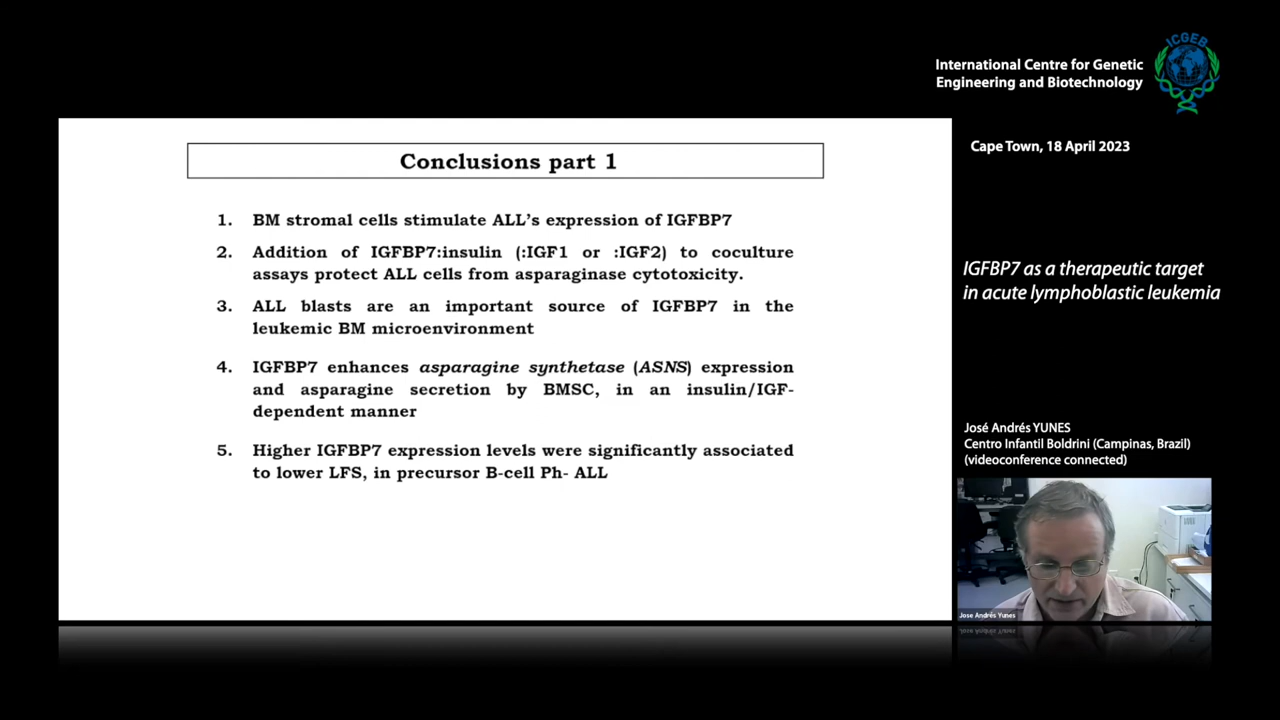 ICGEB
International Centre for Genetic
Engineering and Biotechnology
Cape Town, 18 April 2023
Conclusions part 1
1. BM stromal cells stimulate ALL's expression of IGFBP7
2. Addition of IGFBP7:insulin (:IGF1 or :IGF2) to coculture
assays protect ALL cells from asparaginase cytotoxicity.
3. ALL blasts are an important source of IGFBP7 in the
leukemic BM microenvironment
4. IGFBP7 enhances asparagine synthetase (ASNS) expression
and asparagine secretion by BMSC, in an insulin/IGF-
dependent manner
5. Higher IGFBP7 expression levels were significantly associated
to lower LFS, in precursor B-cell Ph- ALL
IGFBP7 as a therapeutic target
in acute lymphoblastic leukemia
José Andrés YUNES
Centro Infantil Boldrini (Campinas, Brazil)
(videoconference connected)
Jose Andrés Yunes